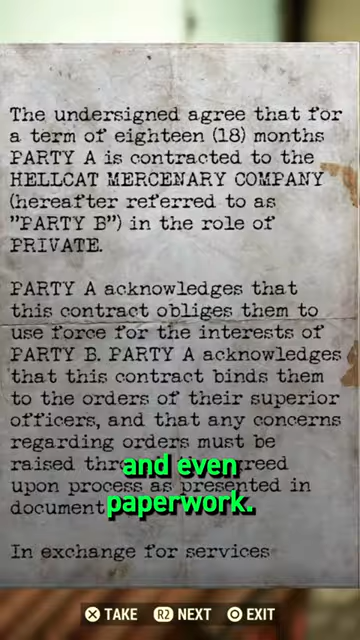 The undersigned agree that for
a term of eighteen (18) months
PARTY A is contracted to the
HELLCAT MERCENARY COMPANY
(hereafter referred to as
"PARTY B") in the role of
PRIVATE.
PARTY A acknowledges that
this contract obliges them to
use force for the interests of
PARTY B. PARTY A acknowledges
that this contract binds them
to the orders of their superior
officers, and that any concerns
regarding orders must be
raised
upon process as presented in
document
and even
paperwork.
In exchange for services
TAKE R2 NEXT EXIT